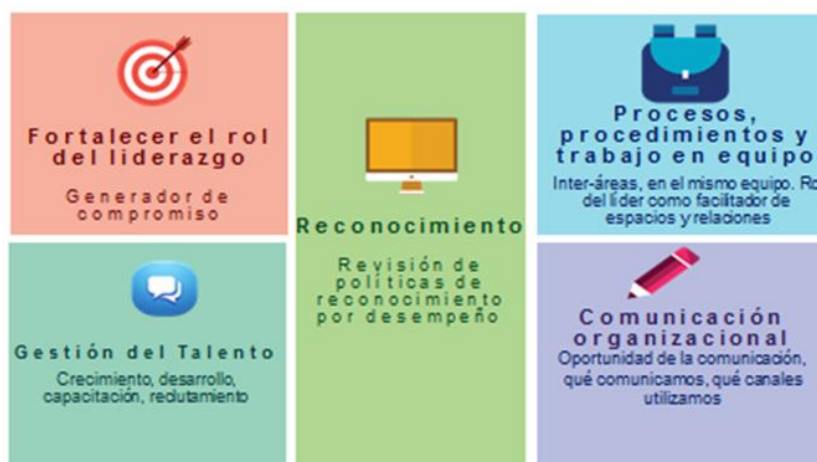 Fortalecer el rol
del liderazgo
Generador de
compromiso
Gestión del Talento
Crecimiento, desarrollo,
capacitación, reclutamiento
Reconocimiento
Revisión de
políticas de
reconocimiento
por desempeño
Procesos,
procedimientos y
trabajo en equipo
Inter-áreas, en el mismo equipo. Ro
del líder como facilitador de
espacios y relaciones
Comunicación
organizacional
Oportunidad de la comunicación,
qué comunicamos, qué canales
utilizamos